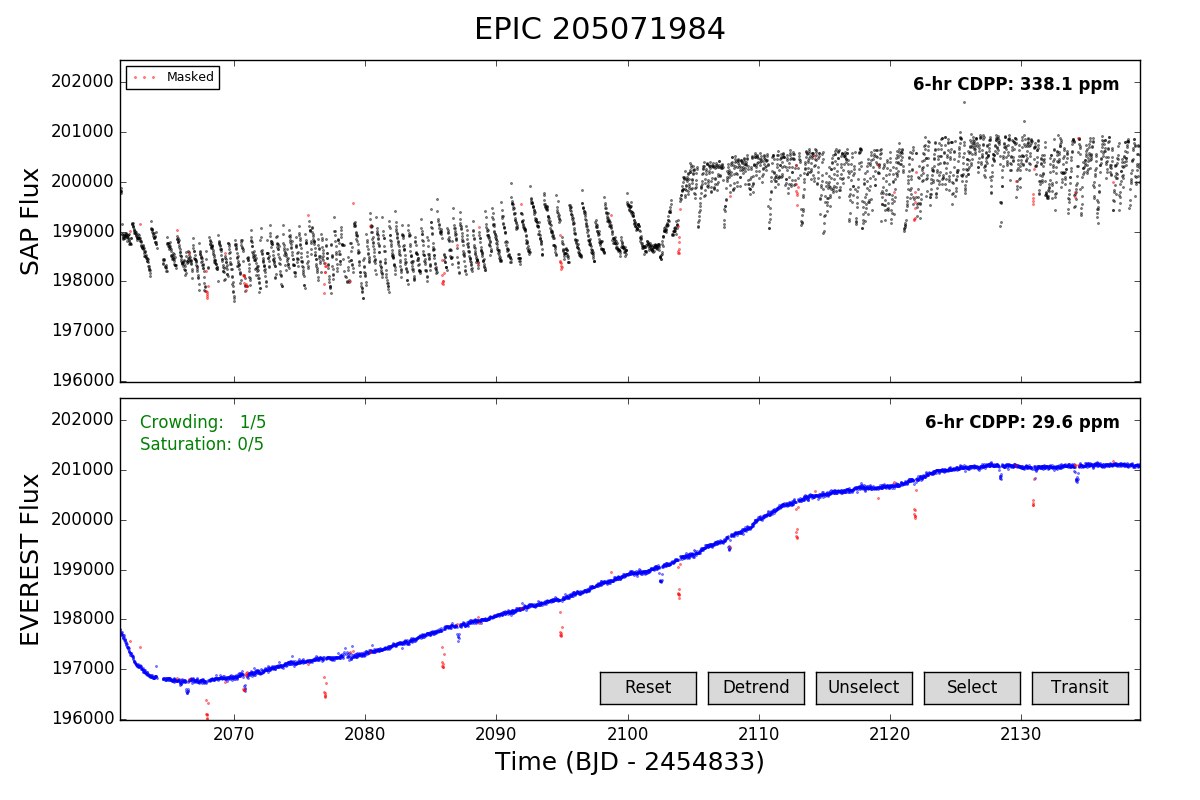 EPIC 205071984
Masked
6-hr CDPP: 338.1 ppm
SAP Flux
202000
201000
200000
199000
198000
197000
196000
Crowding: 1/5
Saturation: 0/5
6-hr CDPP: 29.6 ppm
EVEREST Flux
202000
201000
200000
199000
198000
197000
196000
Reset Detrend Unselect Select Transit
2070 2080 2090 2100 2110 2120 2130
Time (BJD - 2454833)